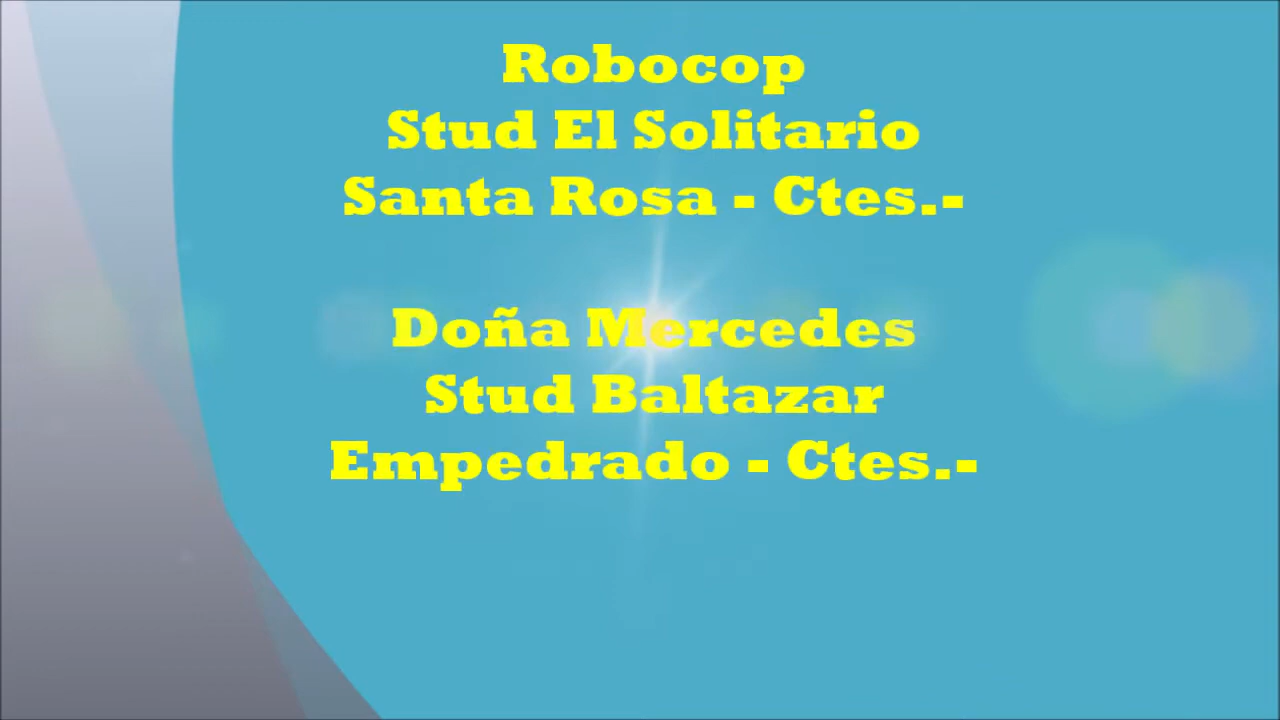 Robocop
Stud El Solitario
Santa Rosa - Ctes.-
Doña Mercedes
Stud Baltazar
Empedrado - Ctes.-